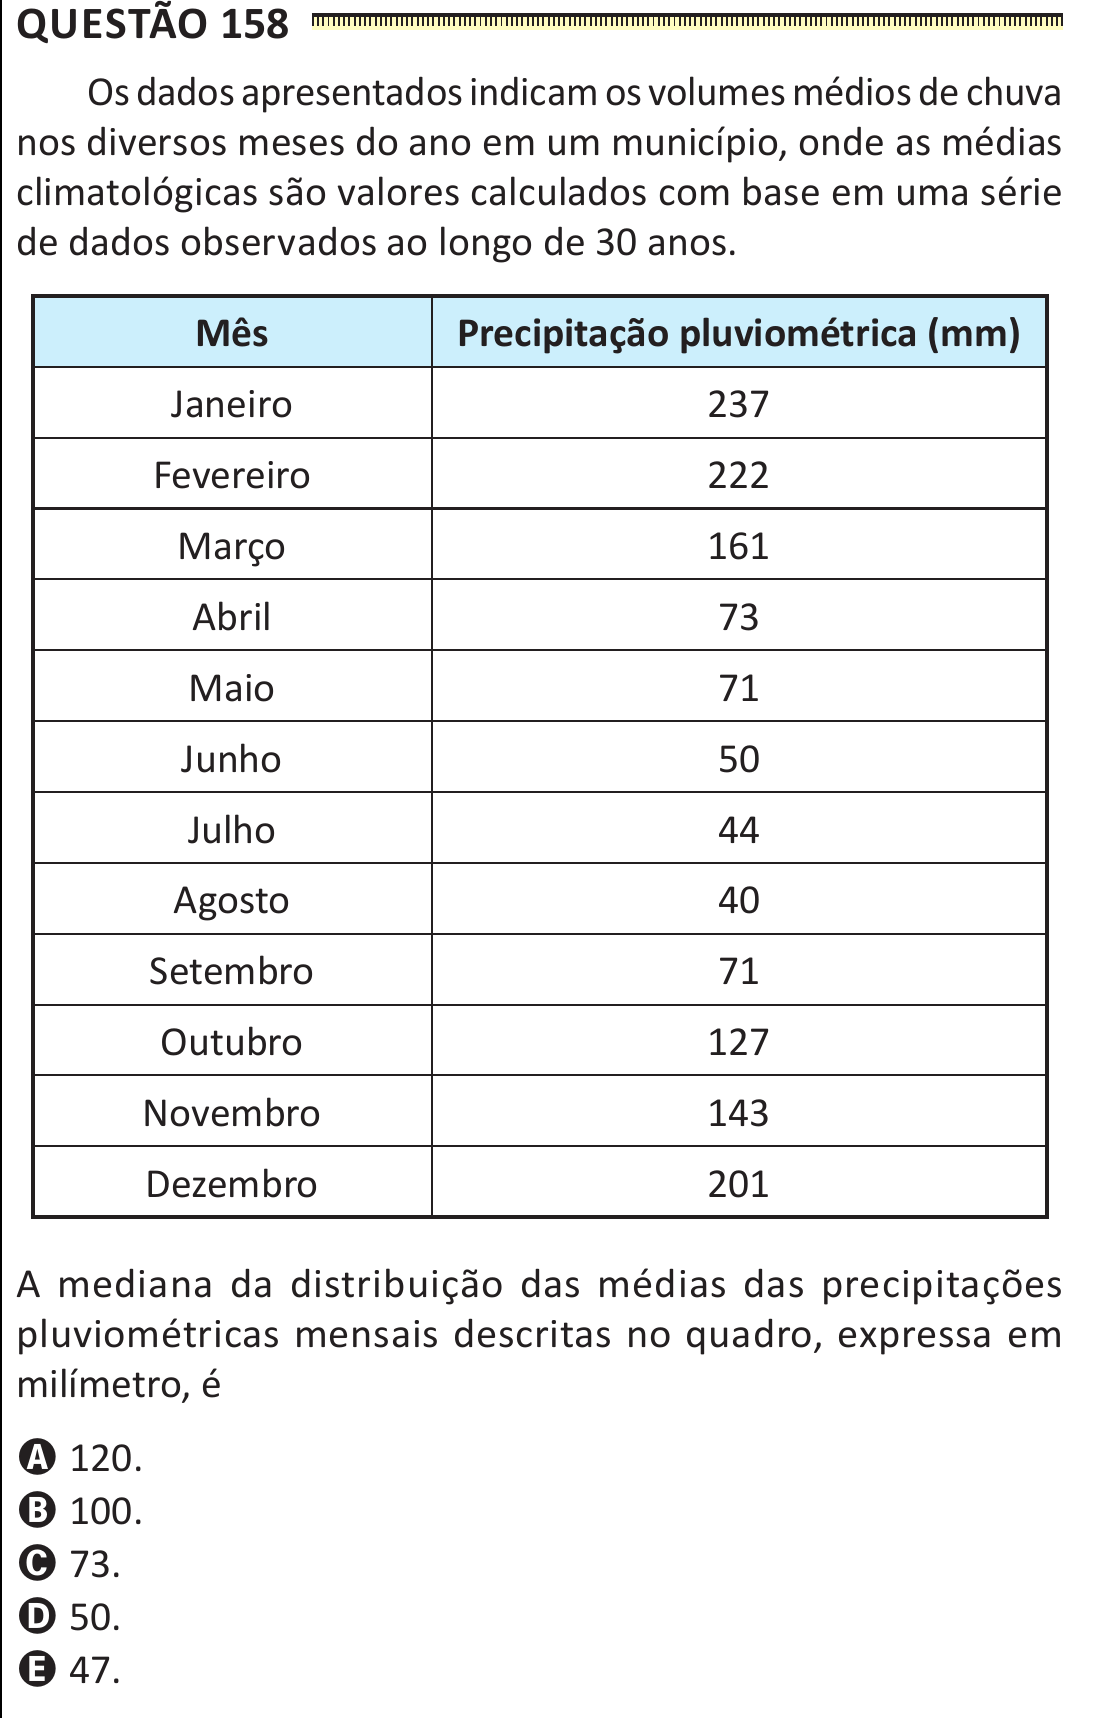 QUESTÃO 158
Os dados apresentados indicam os volumes médios de chuva
nos diversos meses do ano em um município, onde as médias
climatológicas são valores calculados com base em uma série
de dados observados ao longo de 30 anos.
Mês Precipitação pluviométrica (mm)
Janeiro 237
Fevereiro 222
Março 161
Abril 73
Maio 71
Junho 50
Julho 44
Agosto 40
Setembro 71
Outubro 127
Novembro 143
Dezembro 201
A mediana da distribuição das médias das precipitações
pluviométricas mensais descritas no quadro, expressa em
milímetro, é
A 120.
B 100.
C 73.
D 50.
E 47.